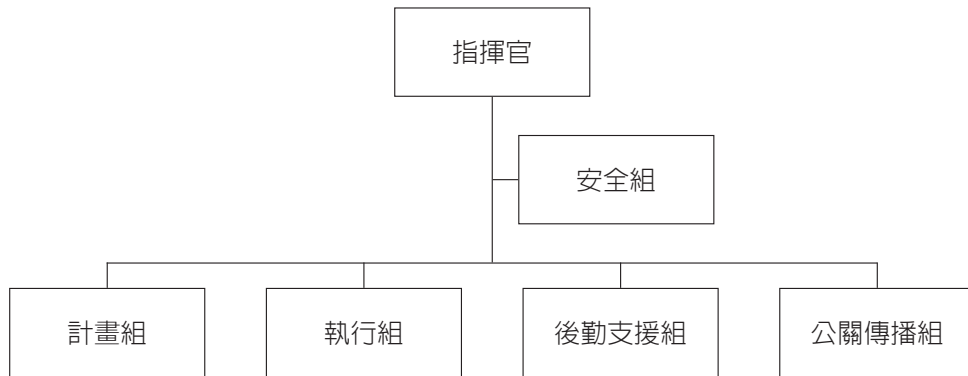 指揮官
安全組
計畫組
執行組
後勤支援組
公關傳播組